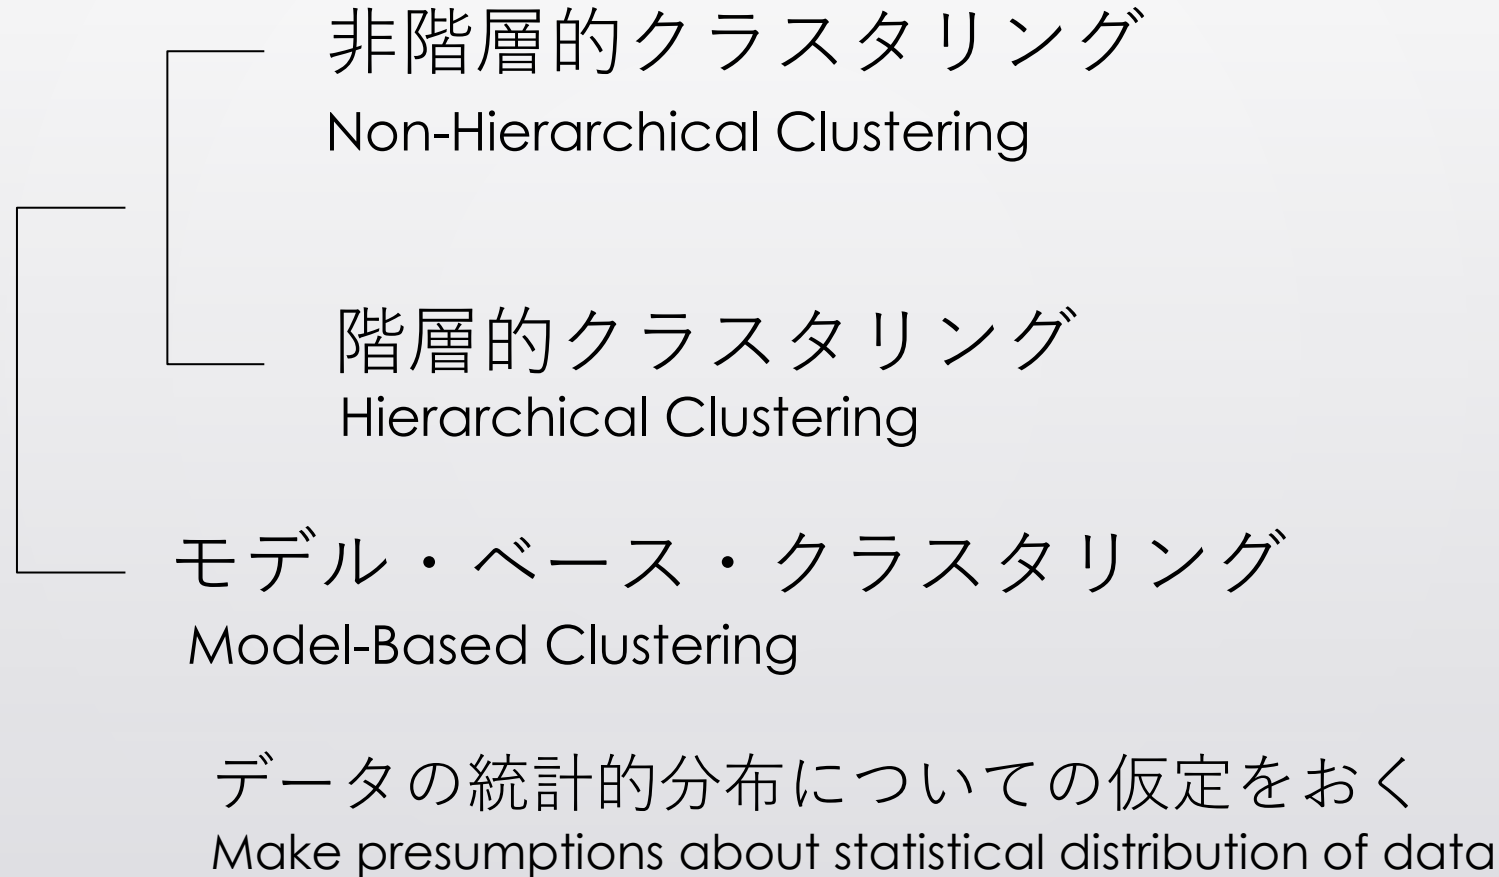 非階層的クラスタリング
Non-Hierarchical Clustering
階層的クラスタリング
Hierarchical Clustering
モデル・ベース・クラスタリング
Model-Based Clustering
データの統計的分布についての仮定をおく
Make presumptions about statistical distribution of data